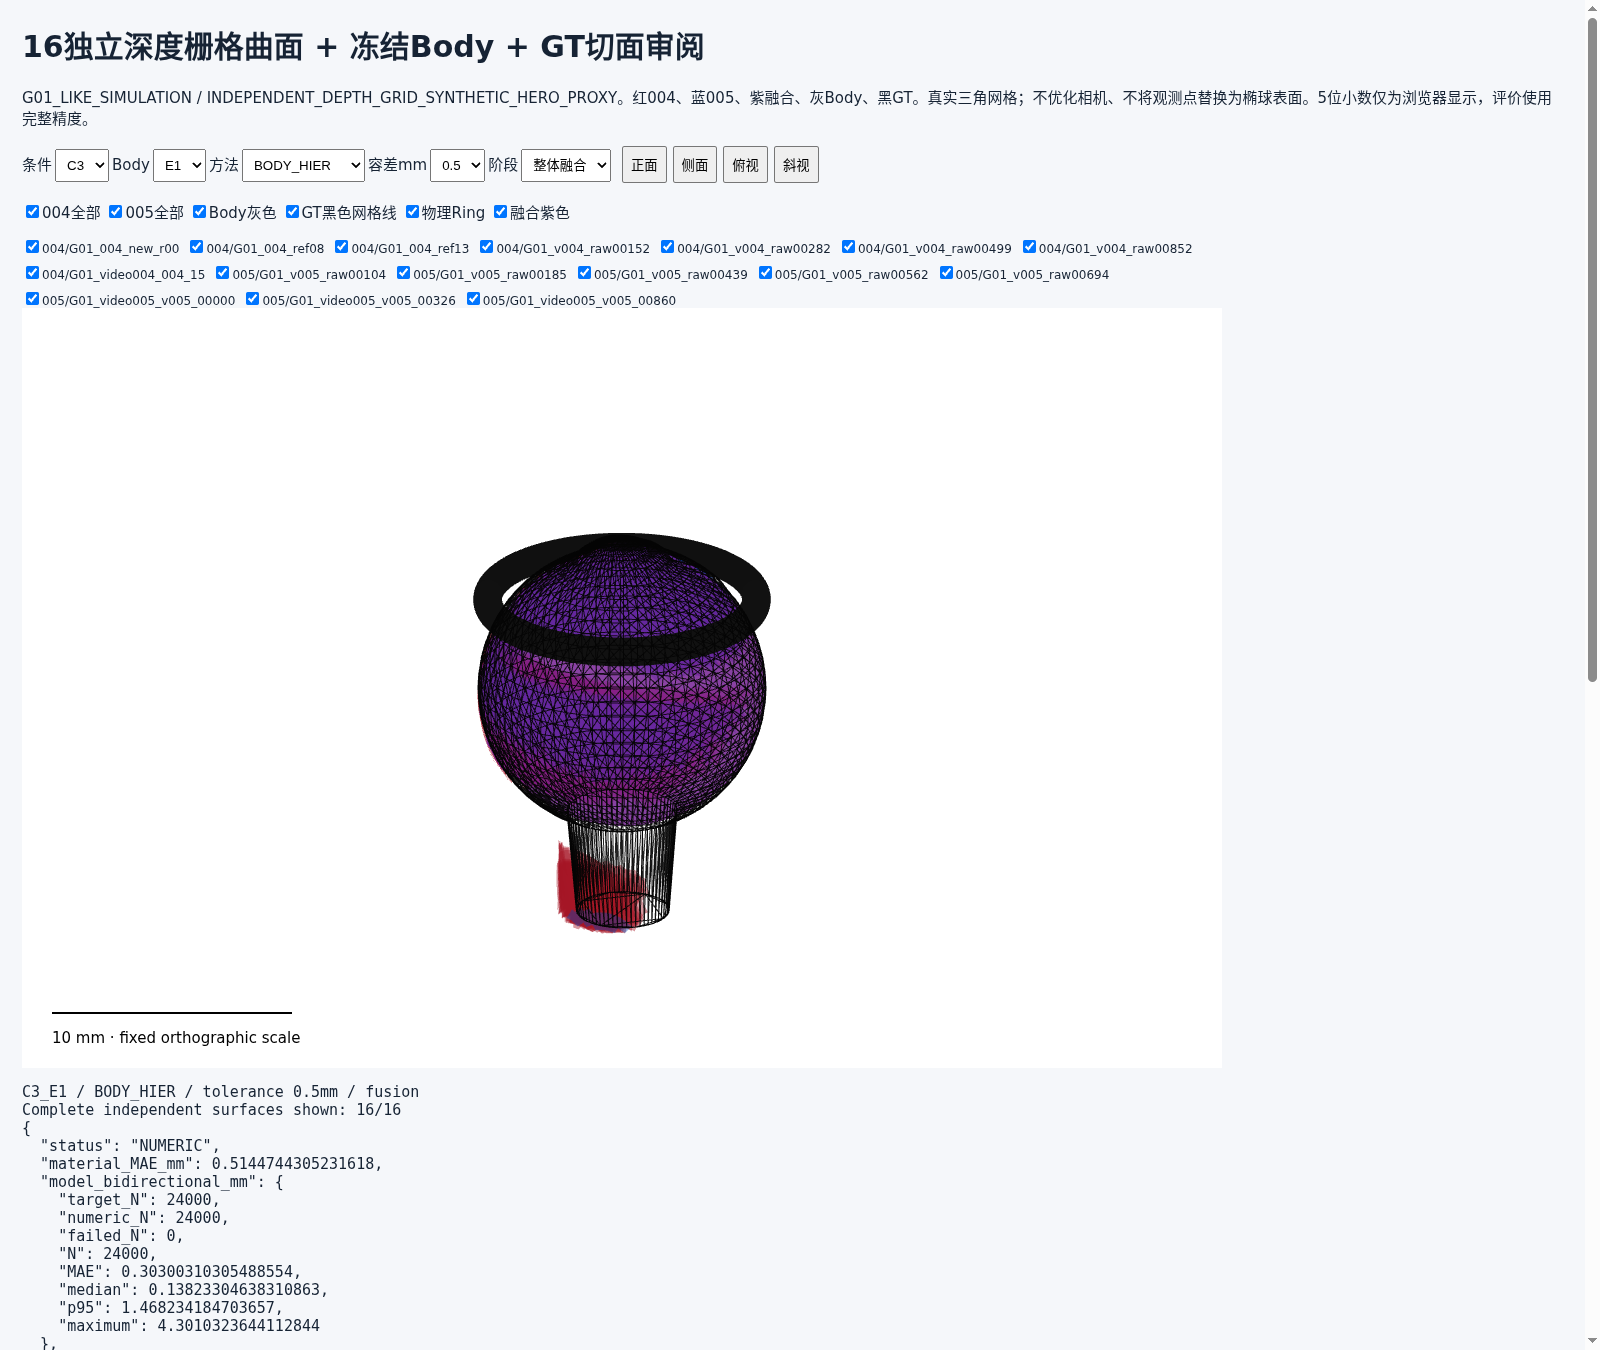 16独立深度栅格曲面 + 冻结Body + GT切面审阅
G01_LIKE_SIMULATION / INDEPENDENT_DEPTH_GRID_SYNTHETIC_HERO_PROXY。红004、蓝005、紫融合、灰Body、黑GT。真实三角网格；不优化相机、不将观测点替换为椭球表面。5位小数仅为浏览器显示，评价使用
完整精度。
条件 C3 Body E1 方法 BODY_HIER 容差mm 0.5 阶段 整体融合 正面 侧面 俯视 斜视
004全部 005全部 Body灰色 GT黑色网格线 物理Ring 融合紫色
004/G01_004_new_r00 004/G01_004_ref08 004/G01_004_ref13 004/G01_v004_raw00152 004/G01_v004_raw00282 004/G01_v004_raw00499 004/G01_v004_raw00852
004/G01_video004_004_15 005/G01_v005_raw00104 005/G01_v005_raw00185 005/G01_v005_raw00439 005/G01_v005_raw00562 005/G01_v005_raw00694
005/G01_video005_v005_00000 005/G01_video005_v005_00326 005/G01_video005_v005_00860
10 mm · fixed orthographic scale
C3_E1 / BODY_HIER / tolerance 0.5mm / fusion
Complete independent surfaces shown: 16/16
{
"status": "NUMERIC",
"material_MAE_mm": 0.5144744305231618,
"model_bidirectional_mm": {
"target_N": 24000,
"numeric_N": 24000,
"failed_N": 0,
"N": 24000,
"MAE": 0.30300310305488554,
"median": 0.13823304638310863,
"p95": 1.468234184703657,
"maximum": 4.3010323644112844
},